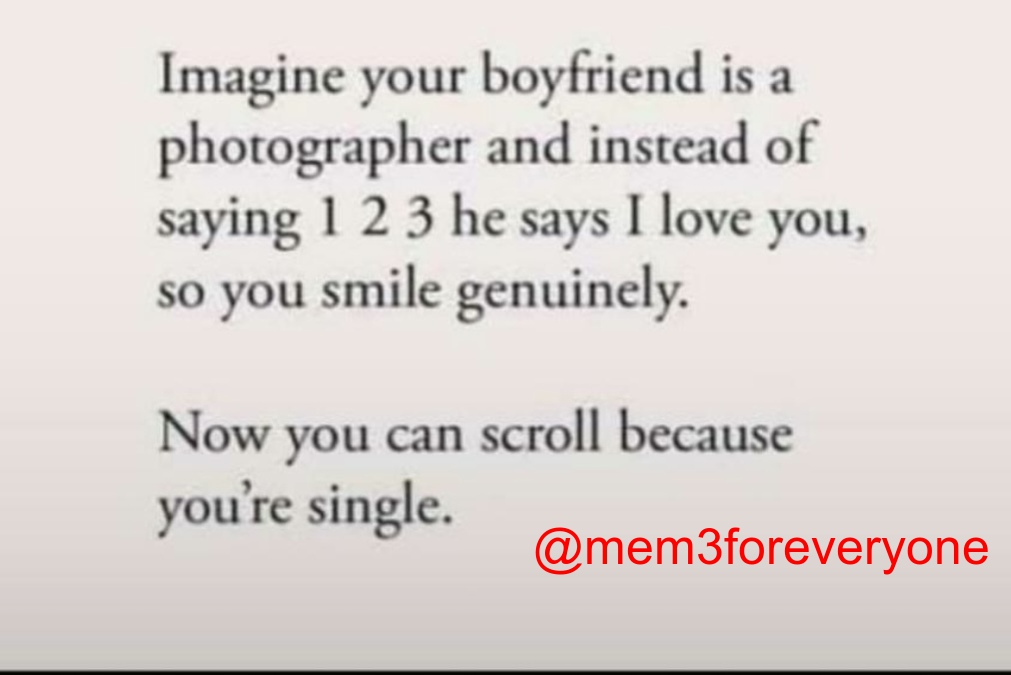 Imagine your boyfriend is a
photographer and instead of
saying 1 2 3 he says I love you,
so you smile genuinely.
Now you can scroll because
you’re single.
@mem3foreveryone